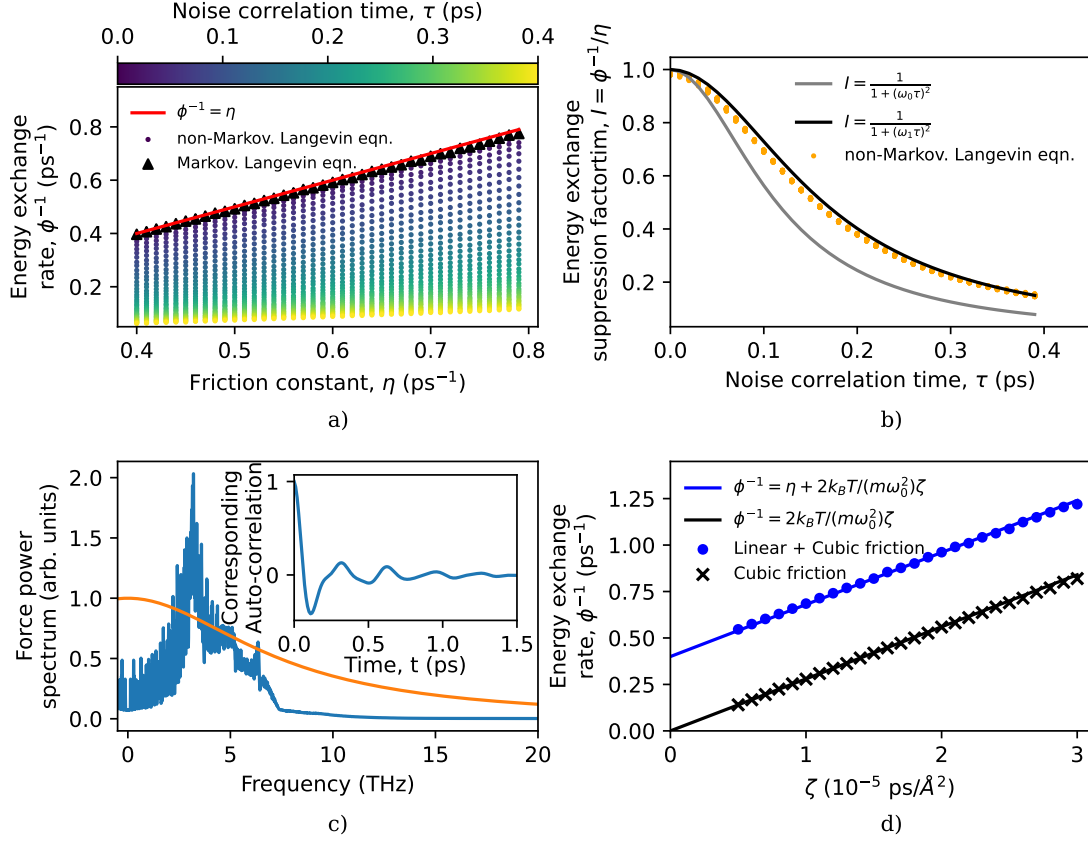 Noise correlation time, τ (ps)
0.0 0.1 0.2 0.3 0.4
Energy exchange
rate, ϕ⁻¹ (ps⁻¹)
0.8
0.6
0.4
0.2
ϕ⁻¹ = η
non-Markov. Langevin eqn.
Markov. Langevin eqn.
0.4 0.5 0.6 0.7 0.8
Friction constant, η (ps⁻¹)
a)
Energy exchange
suppression factortim, I = ϕ⁻¹/η
1.0
0.8
0.6
0.4
0.2
I = 1/(1 + (ω₀τ)²)
I = 1/(1 + (ω₁τ)²)
non-Markov. Langevin eqn.
0.0 0.1 0.2 0.3 0.4
Noise correlation time, τ (ps)
b)
Force power
spectrum (arb. units)
2.0
1.5
1.0
0.5
0.0
Corresponding
Auto-correlation
1
0
0.0 0.5 1.0 1.5
Time, t (ps)
0 5 10 15 20
Frequency (THz)
c)
Energy exchange
rate, ϕ⁻¹ (ps⁻¹)
1.25
1.00
0.75
0.50
0.25
0.00
ϕ⁻¹ = η + 2k_BT/(mω₀²)ζ
ϕ⁻¹ = 2k_BT/(mω₀²)ζ
Linear + Cubic friction
Cubic friction
0 1 2 3
ζ (10⁻⁵ ps/Å²)
d)